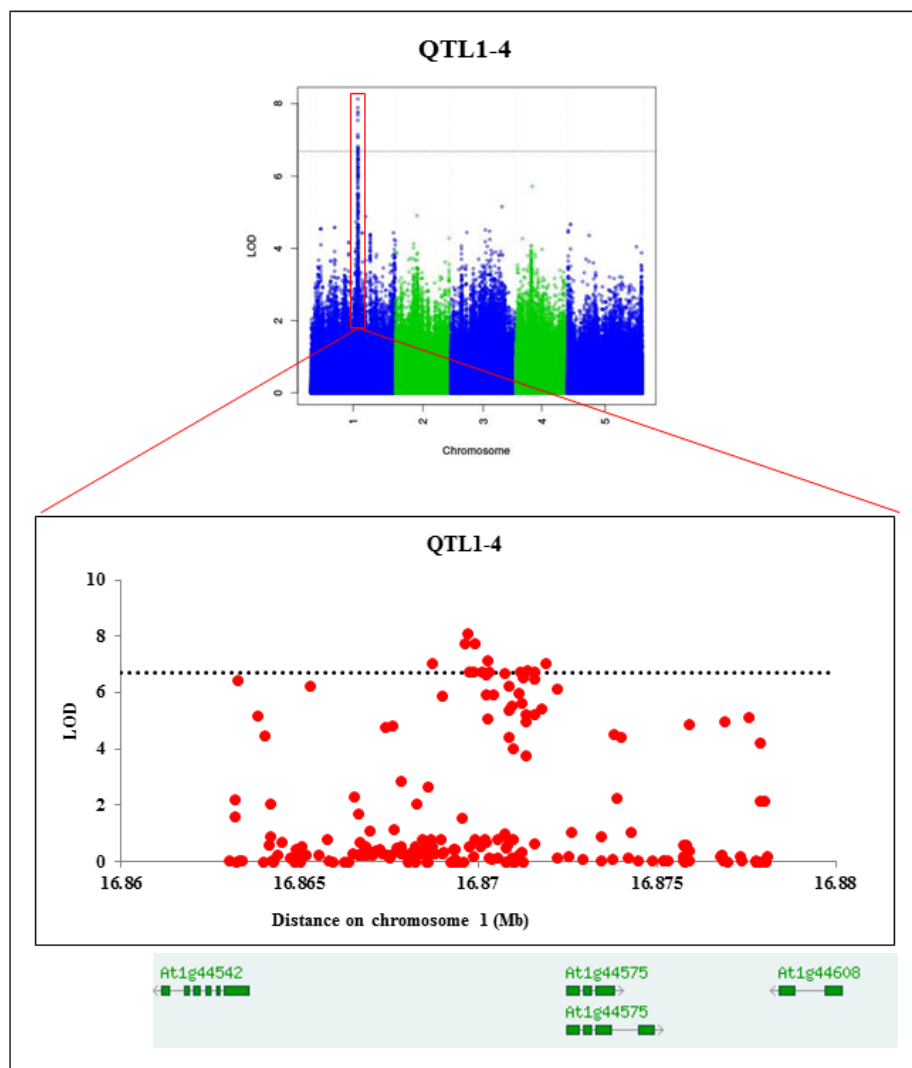 QTL1-4
8
6
4
2
0
LOD
1 2 3 4 5
Chromosome
QTL1-4
10
8
6
4
2
0
LOD
16.86 16.865 16.87 16.875 16.88
Distance on chromosome 1 (Mb)
At1g44542 At1g44575 At1g44608
At1g44575